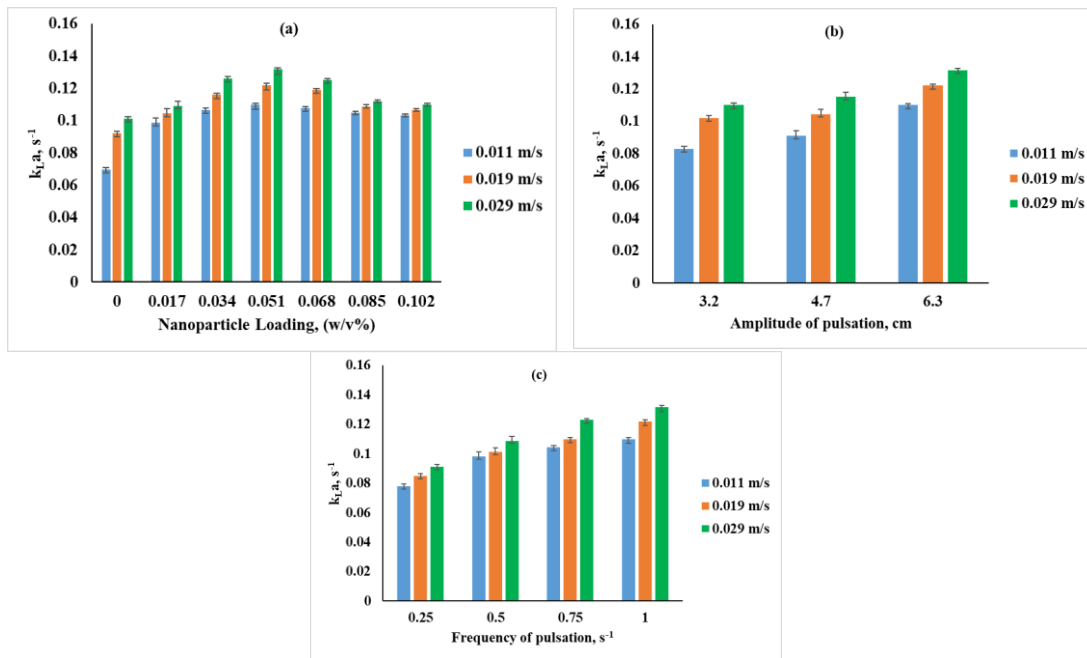 (a)
0.16
0.14
0.12
0.1
0.08
0.06
0.04
0.02
0
kLa, s-1
0 0.017 0.034 0.051 0.068 0.085 0.102
Nanoparticle Loading, (w/v%)
0.011 m/s
0.019 m/s
0.029 m/s
(b)
0.16
0.14
0.12
0.1
0.08
0.06
0.04
0.02
0
kLa, s-1
3.2 4.7 6.3
Amplitude of pulsation, cm
0.011 m/s
0.019 m/s
0.029 m/s
(c)
0.16
0.14
0.12
0.1
0.08
0.06
0.04
0.02
0
kLa, s-1
0.25 0.5 0.75 1
Frequency of pulsation, s-1
0.011 m/s
0.019 m/s
0.029 m/s